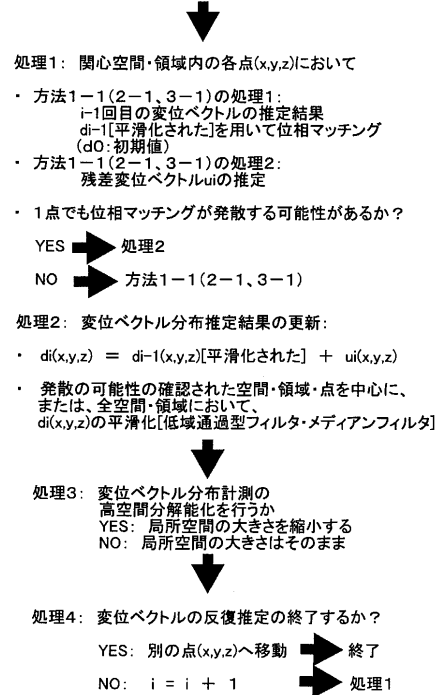 処理1： 関心空間・領域内の各点(x,y,z)において
・ 方法1－1(2－1、3－1)の処理1：
i-1回目の変位ベクトルの推定結果
di-1[平滑化された]を用いて位相マッチング
(d0：初期値)
・ 方法1－1(2－1、3－1)の処理2：
残差変位ベクトルuiの推定
・ 1点でも位相マッチングが発散する可能性があるか？
YES 処理2
NO 方法1－1(2－1、3－1)
処理2： 変位ベクトル分布推定結果の更新：
・ di(x,y,z) ＝ di-1(x,y,z)[平滑化された] ＋ ui(x,y,z)
・ 発散の可能性の確認された空間・領域・点を中心に、
または、全空間・領域において、
di(x,y,z)の平滑化[低域通過型フィルタ・メディアンフィルタ]
処理3： 変位ベクトル分布計測の
高空間分解能化を行うか
YES： 局所空間の大きさを縮小する
NO： 局所空間の大きさはそのまま
処理4： 変位ベクトルの反復推定の終了するか？
YES： 別の点(x,y,z)へ移動 終了
NO： i ＝ i ＋ 1 処理1